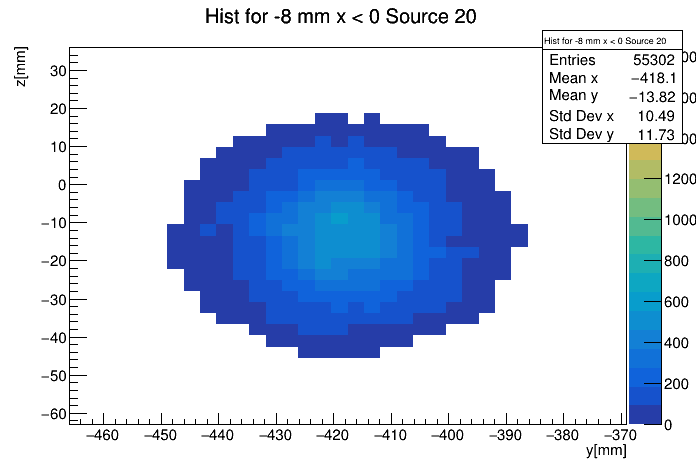 Hist for -8 mm x < 0 Source 20
Hist for -8 mm x < 0 Source 20
Entries 55302
Mean x −418.1
Mean y −13.82
Std Dev x 10.49
Std Dev y 11.73
z[mm]
30
20
10
0
−10
−20
−30
−40
−50
−60
−460 −450 −440 −430 −420 −410 −400 −390 −380 −370
y[mm]
1200
1000
800
600
400
200
0